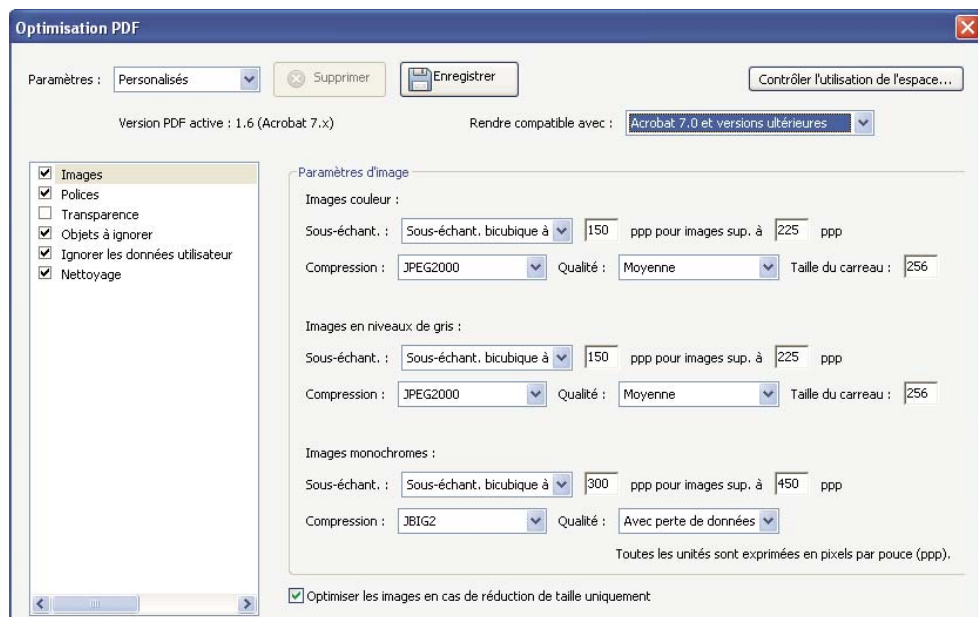 Optimisation PDF
Paramètres : Personalisés Supprimer Enregistrer Contrôler l'utilisation de l'espace...
Version PDF active : 1.6 (Acrobat 7.x) Rendre compatible avec : Acrobat 7.0 et versions ultérieures
Images
Polices
Transparence
Objets à ignorer
Ignorer les données utilisateur
Nettoyage
Paramètres d'image
Images couleur :
Sous-échant. : Sous-échant. bicubique à 150 ppp pour images sup. à 225 ppp
Compression : JPEG2000 Qualité : Moyenne Taille du carreau : 256
Images en niveaux de gris :
Sous-échant. : Sous-échant. bicubique à 150 ppp pour images sup. à 225 ppp
Compression : JPEG2000 Qualité : Moyenne Taille du carreau : 256
Images monochromes :
Sous-échant. : Sous-échant. bicubique à 300 ppp pour images sup. à 450 ppp
Compression : JBIG2 Qualité : Avec perte de données
Toutes les unités sont exprimées en pixels par pouce (ppp).
Optimiser les images en cas de réduction de taille uniquement